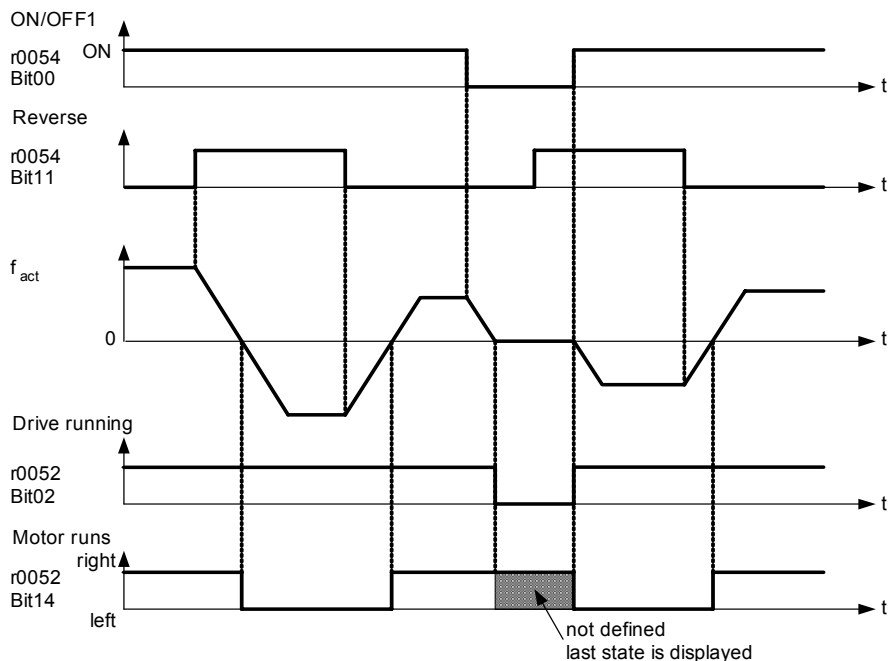 ON/OFF1
r0054 ON
Bit00
t
Reverse
r0054
Bit11
t
f act
0
t
Drive running
r0052
Bit02
t
Motor runs
right
r0052
Bit14
left
t
not defined
last state is displayed